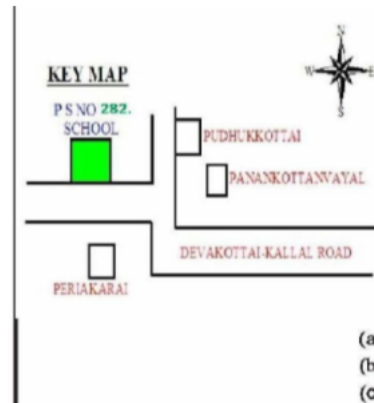 N
W E
S
KEY MAP
P S NO 282.
SCHOOL
PUDHUKKOTTAI
PANANKOTTANVAYAL
DEVAKOTTAI-KALLAL ROAD
PERIAKARAI
(a
(b
(c